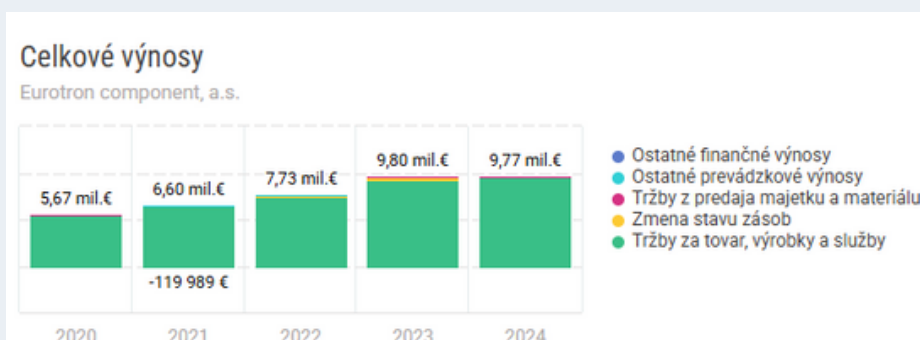 Celkové výnosy
Eurotron component, a.s.
5,67 mil.€
6,60 mil.€
7,73 mil.€
9,80 mil.€
9,77 mil.€
-119 989 €
2020
2021
2022
2023
2024
Ostatné finančné výnosy
Ostatné prevádzkové výnosy
Tržby z predaja majetku a materiálu
Zmena stavu zásob
Tržby za tovar, výrobky a služby